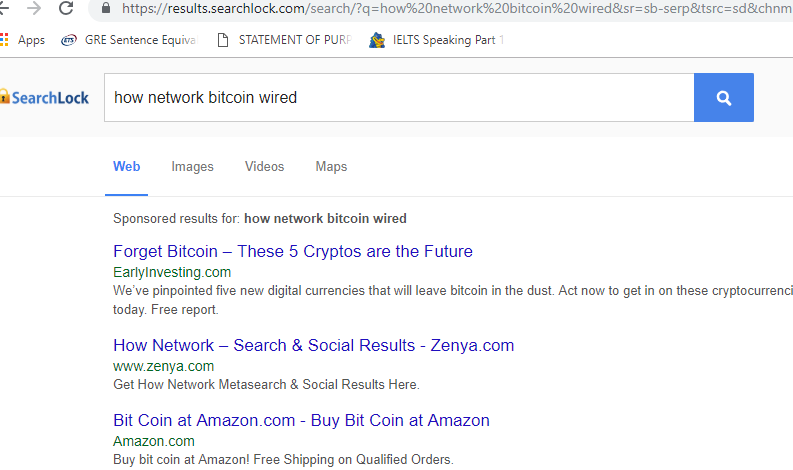 https://results.searchlock.com/search/?q=how%20network%20bitcoin%20wired&sr=sb-serp&tsrc=sd&chnm
Apps GRE Sentence Equiva STATEMENT OF PURP IELTS Speaking Part 1
SearchLock how network bitcoin wired
Web Images Videos Maps
Sponsored results for: how network bitcoin wired
Forget Bitcoin – These 5 Cryptos are the Future
EarlyInvesting.com
We've pinpointed five new digital currencies that will leave bitcoin in the dust. Act now to get in on these cryptocurrenci
today. Free report.
How Network – Search & Social Results - Zenya.com
www.zenya.com
Get How Network Metasearch & Social Results Here.
Bit Coin at Amazon.com - Buy Bit Coin at Amazon
Amazon.com
Buy bit coin at Amazon! Free Shipping on Qualified Orders.